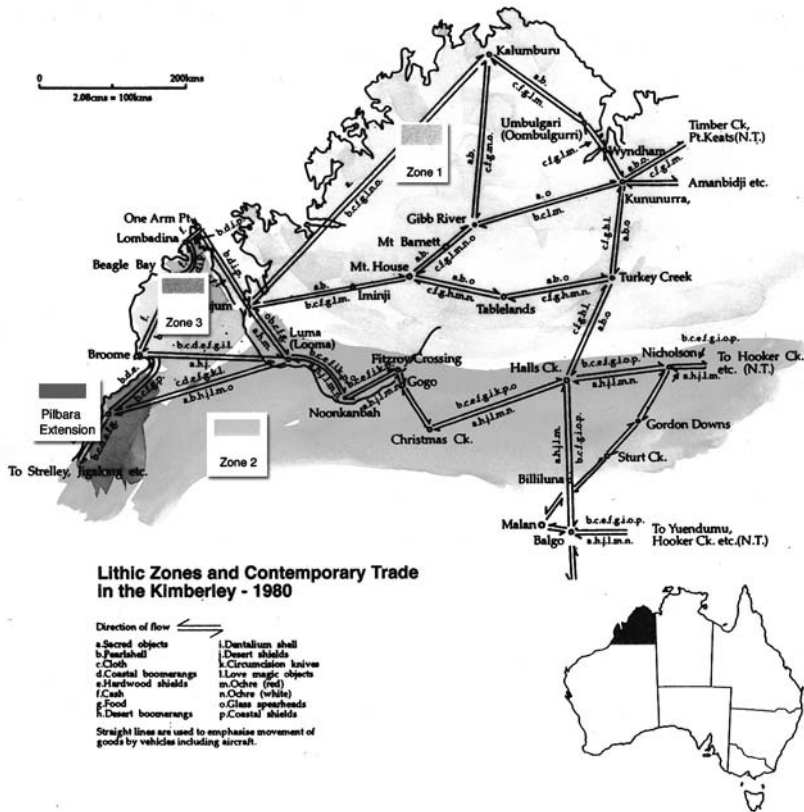 Kalumburu
0
200kms
2.08cms = 100kms
a.b.
c.f.g.l.m.
Umbulgari
(Oombulgurri)
Timber Ck,
Pt.Keats(N.T.)
Zone 1
a.b.
c.f.g.m.o.
c.f.g.l.m.
Wyndham
a.b.o.
c.f.g.l.m.
a.
b.c.f.g.i.n.o.
Amanbidji etc.
Kununurra,
One Arm Pt.
Lombadina
b.d.i.p.
Gibb River
a.o
b.c.l.m.
Beagle Bay
b.d.i.p.
Mt Barnett
a.b.
c.f.g.l.m.n.o
c.f.g.h.l.
a.b.o
Mt. House
a.b.
b.c.f.g.l.m.
Iminji
a.b.o
c.f.g.h.m.n.
Tablelands
a.b.o
c.f.g.h.m.n.
Turkey Creek
jum
Zone 3
Luma
(Looma)
a.h.m.
c.f.g.h.l.
a.b.o
Broome
b.c.d.e.f.g.i.l.
a.h.j.
Fitzroy Crossing
Gogo
Halls Ck.
b.c.e.f.g.i.o.p.
a.h.j.l.m.n.
Nicholson
b.c.e.f.g.i.o.p.
a.h.j.l.m.n.
To Hooker Ck.
etc. (N.T.)
b.d.e.
c.d.e.f.g.k.l.
a.b.h.j.l.m.o
Noonkanbah
b.c.e.f.g.i.k.p.o
a.h.j.l.m.n.
Pilbara
Extension
Zone 2
Christmas Ck.
Gordon Downs
a.h.j.l.m.
b.c.f.g.i.o.p.
Sturt Ck.
To Strelley, Jigalong etc.
Billiluna
Malan
Balgo
b.c.e.f.g.i.o.p.
a.h.j.l.m.n.
To Yuendumu,
Hooker Ck. etc.(N.T.)
Lithic Zones and Contemporary Trade
in the Kimberley - 1980
Direction of flow
a.Sacred objects
b.Pearlshell
c.Cloth
d.Coastal boomerangs
e.Hardwood shields
f.Cash
g.Food
h.Desert boomerangs
i.Dentalium shell
j.Desert shields
k.Circumcision knives
l.Love magic objects
m.Ochre (red)
n.Ochre (white)
o.Glass spearheads
p.Coastal shields
Straight lines are used to emphasise movement of
goods by vehicles including aircraft.